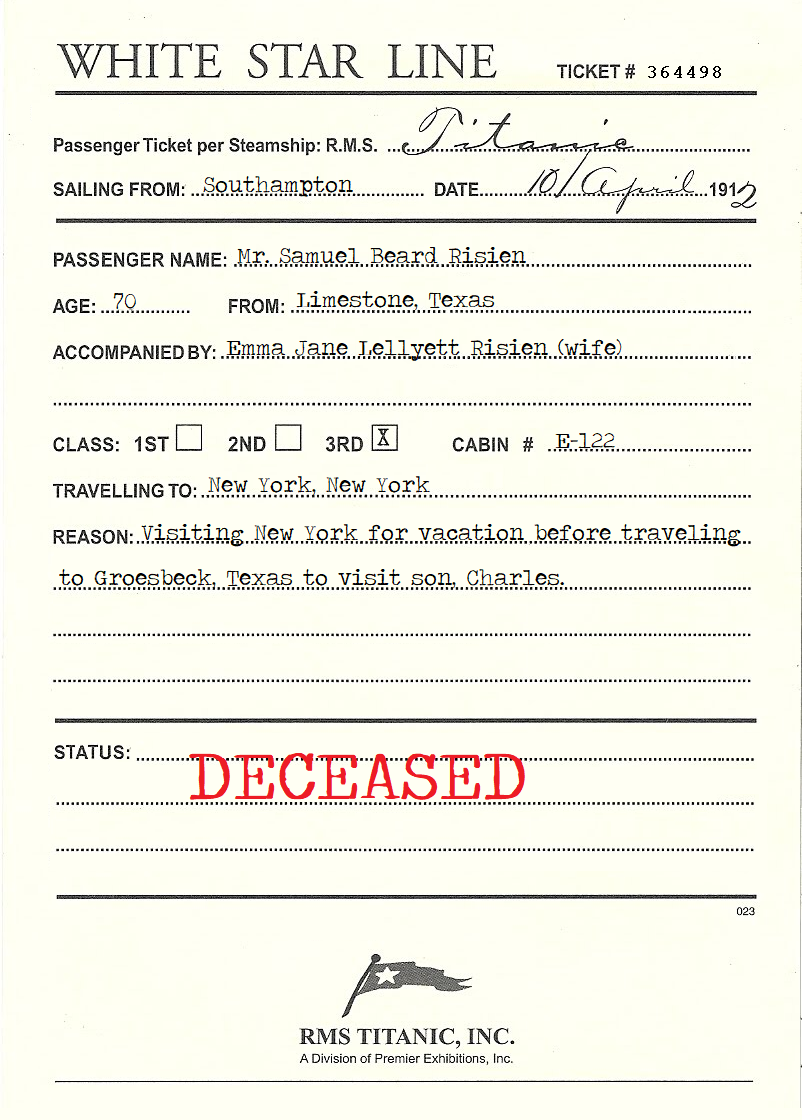 WHITE STAR LINE TICKET # 364498
Passenger Ticket per Steamship: R.M.S. Titanic
SAILING FROM: Southampton DATE 10/April 1912
PASSENGER NAME: Mr. Samuel Beard Risien
AGE: 70 FROM: Limestone, Texas
ACCOMPANIED BY: Emma Jane Lellyett Risien (wife)
CLASS: 1ST 2ND 3RD X CABIN # E-122
TRAVELLING TO: New York, New York
REASON: Visiting New York for vacation before traveling
to Groesbeck, Texas to visit son, Charles.
STATUS: DECEASED
023
RMS TITANIC, INC.
A Division of Premier Exhibitions, Inc.